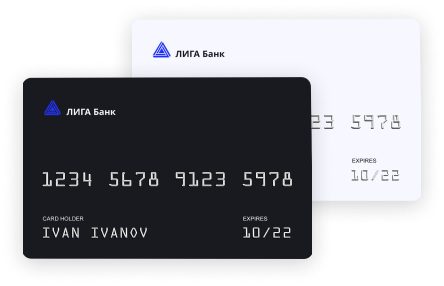 ЛИГА Банк
23 5978
EXPIRES
10/22
ЛИГА Банк
1234 5678 9123 5978
CARD HOLDER
EXPIRES
IVAN IVANOV
10/22